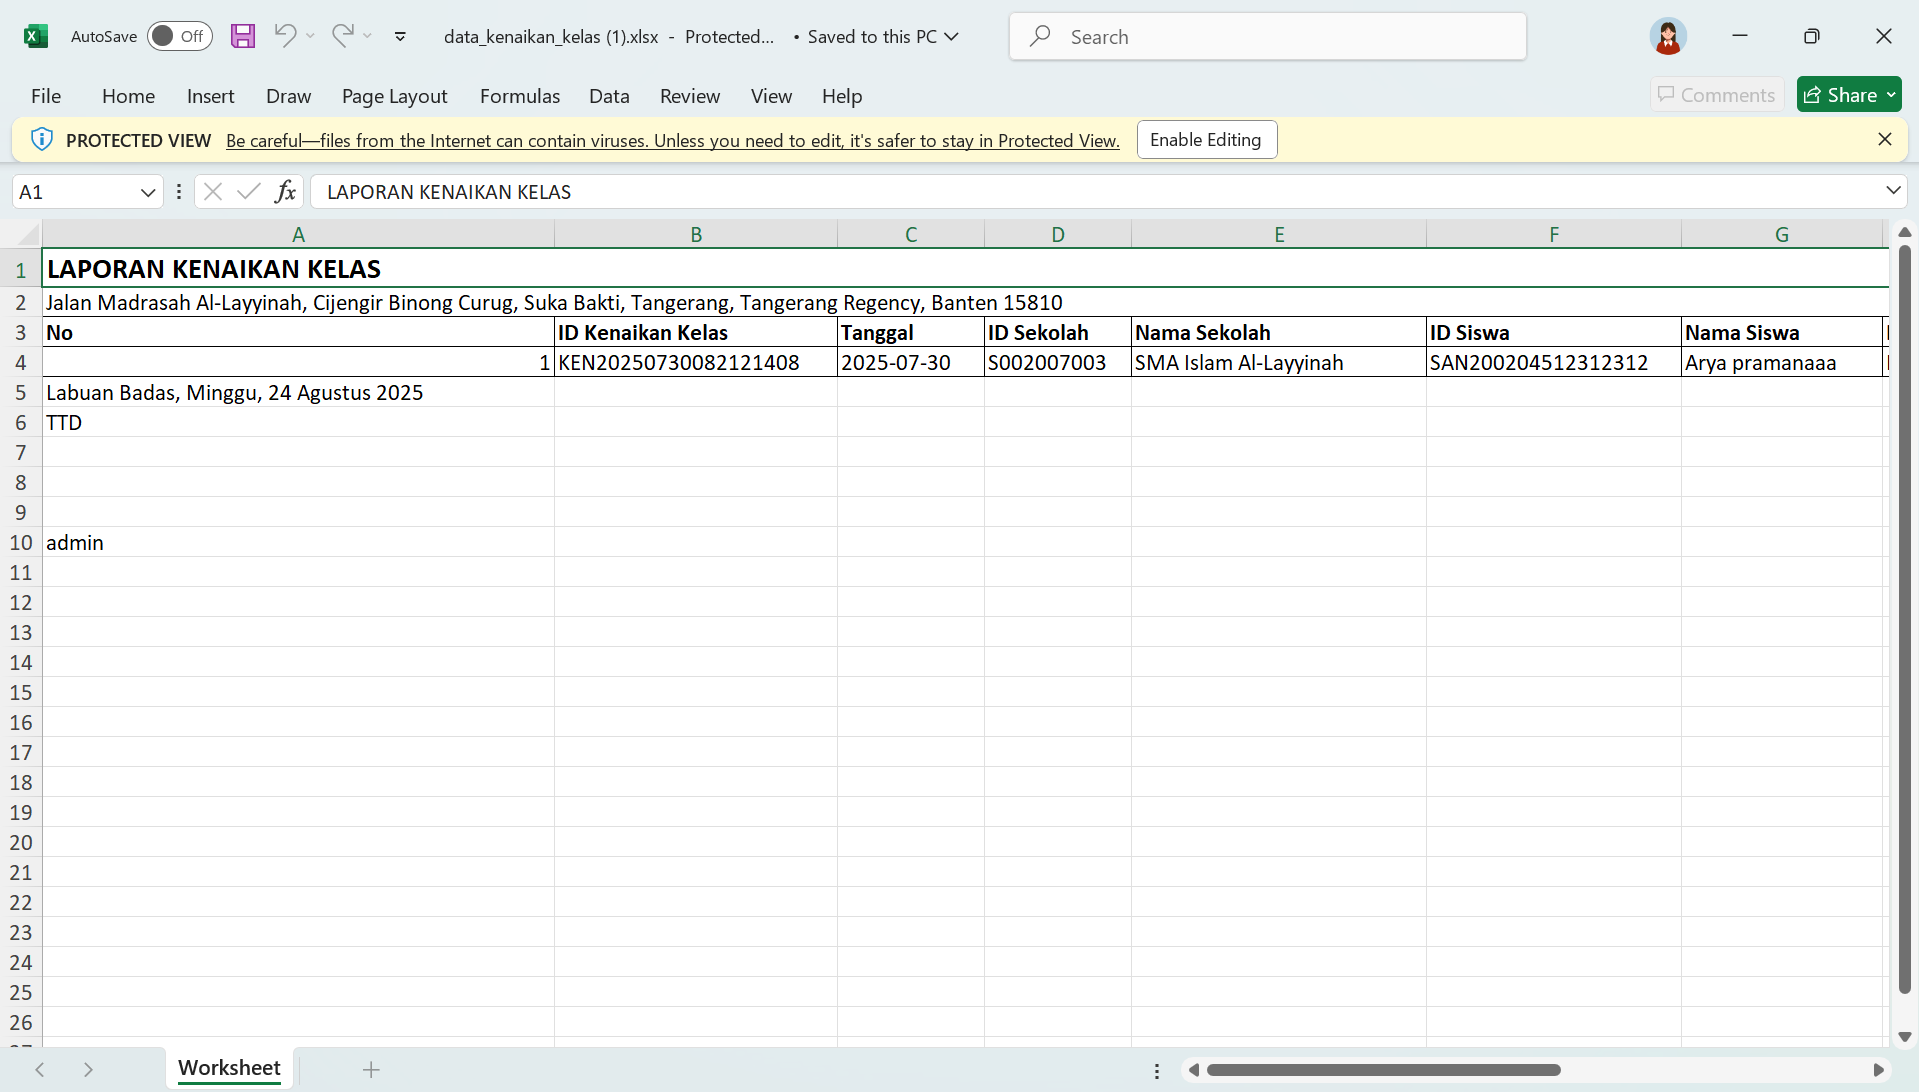 AutoSave Off data_kenaikan_kelas (1).xlsx - Protected... • Saved to this PC Search
File Home Insert Draw Page Layout Formulas Data Review View Help Comments Share
PROTECTED VIEW Be careful—files from the Internet can contain viruses. Unless you need to edit, it's safer to stay in Protected View. Enable Editing
A1 fx LAPORAN KENAIKAN KELAS
A B C D E F G
1 LAPORAN KENAIKAN KELAS
2 Jalan Madrasah Al-Layyinah, Cijengir Binong Curug, Suka Bakti, Tangerang, Tangerang Regency, Banten 15810
3 No ID Kenaikan Kelas Tanggal ID Sekolah Nama Sekolah ID Siswa Nama Siswa
4 1 KEN20250730082121408 2025-07-30 S002007003 SMA Islam Al-Layyinah SAN200204512312312 Arya pramanaaa
5 Labuan Badas, Minggu, 24 Agustus 2025
6 TTD
7
8
9
10 admin
11
12
13
14
15
16
17
18
19
20
21
22
23
24
25
26
Worksheet